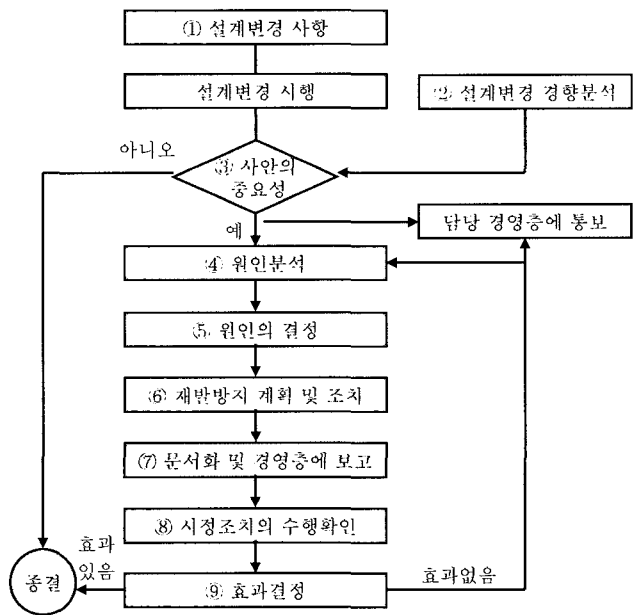 ① 설계변경 사항
설계변경 시행
② 설계변경 경향분석
아니오
③ 사안의
중요성
예
담당 경영층에 통보
④ 원인분석
⑤ 원인의 결정
⑥ 재반방지 계획 및 조치
⑦ 문서화 및 경영층에 보고
⑧ 시정조치의 수행확인
효과
있음
종결
⑨ 효과결정
효과없음